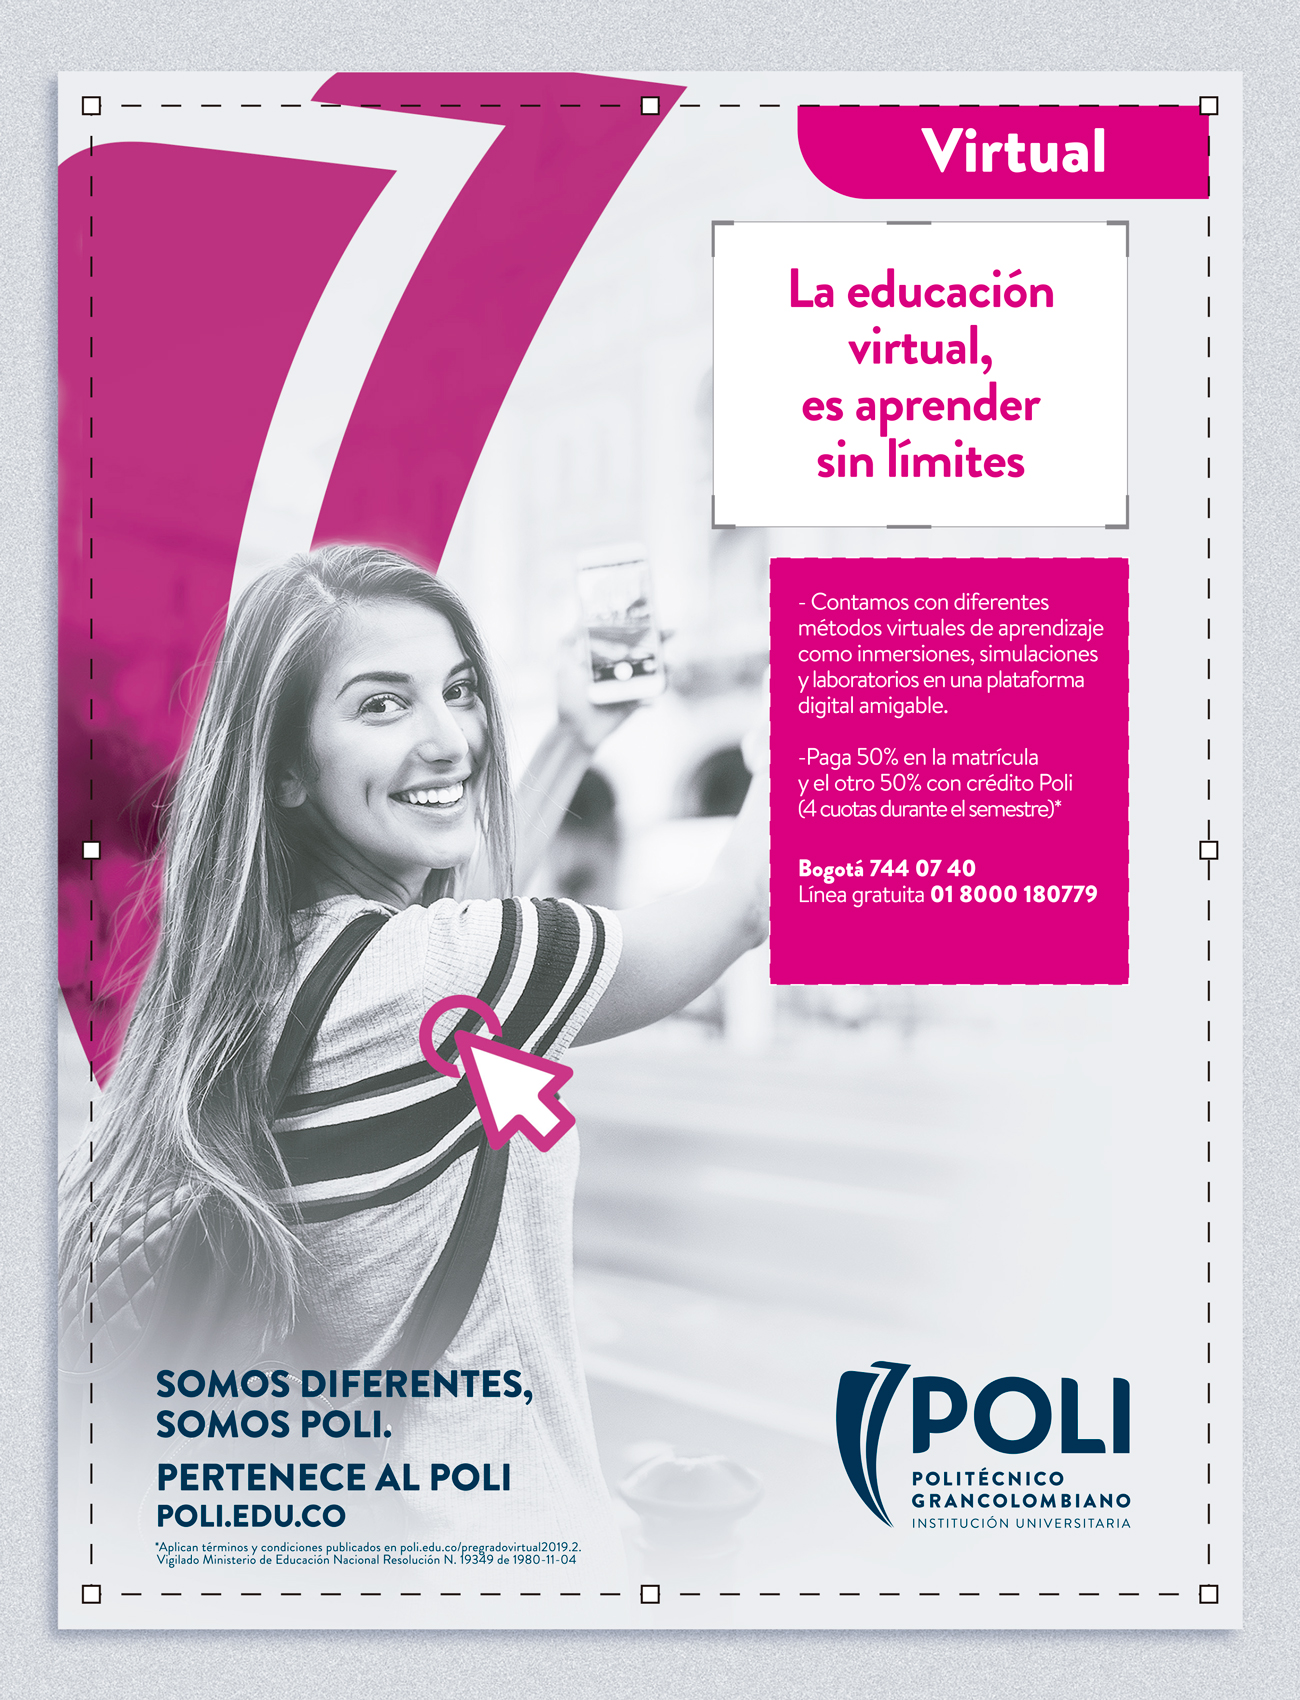 Virtual
La educación
virtual,
es aprender
sin límites
- Contamos con diferentes
métodos virtuales de aprendizaje
como inmersiones, simulaciones
y laboratorios en una plataforma
digital amigable.
-Paga 50% en la matrícula
y el otro 50% con crédito Poli
(4 cuotas durante el semestre)*
Bogotá 744 07 40
Línea gratuita 01 8000 180779
SOMOS DIFERENTES,
SOMOS POLI.
PERTENECE AL POLI
POLI.EDU.CO
*Aplican términos y condiciones publicados en poli.edu.co/pregradovirtual2019.2.
Vigilado Ministerio de Educación Nacional Resolución N. 19349 de 1980-11-04
POLI
POLITÉCNICO
GRANCOLOMBIANO
INSTITUCIÓN UNIVERSITARIA